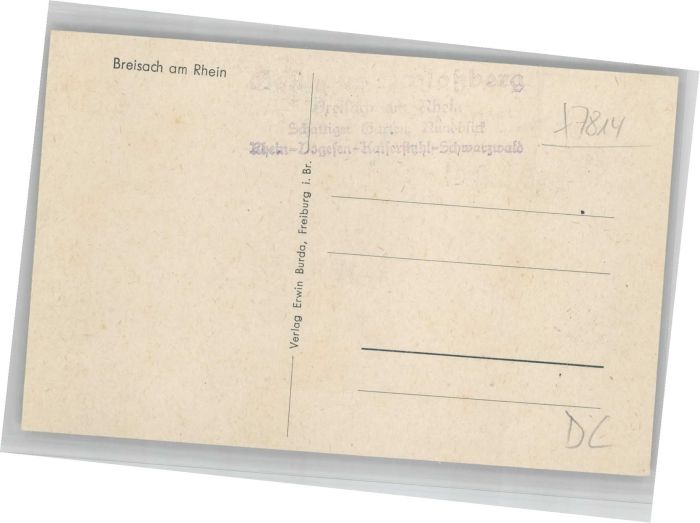 Breisach am Rhein
Breisach am Rhein
Schattiger Garten, Rundblick
Rhein-Vogesen-Kaiserstuhl-Schwarzwald
X7814
Verlag Erwin Burda, Freiburg i. Br.
DC